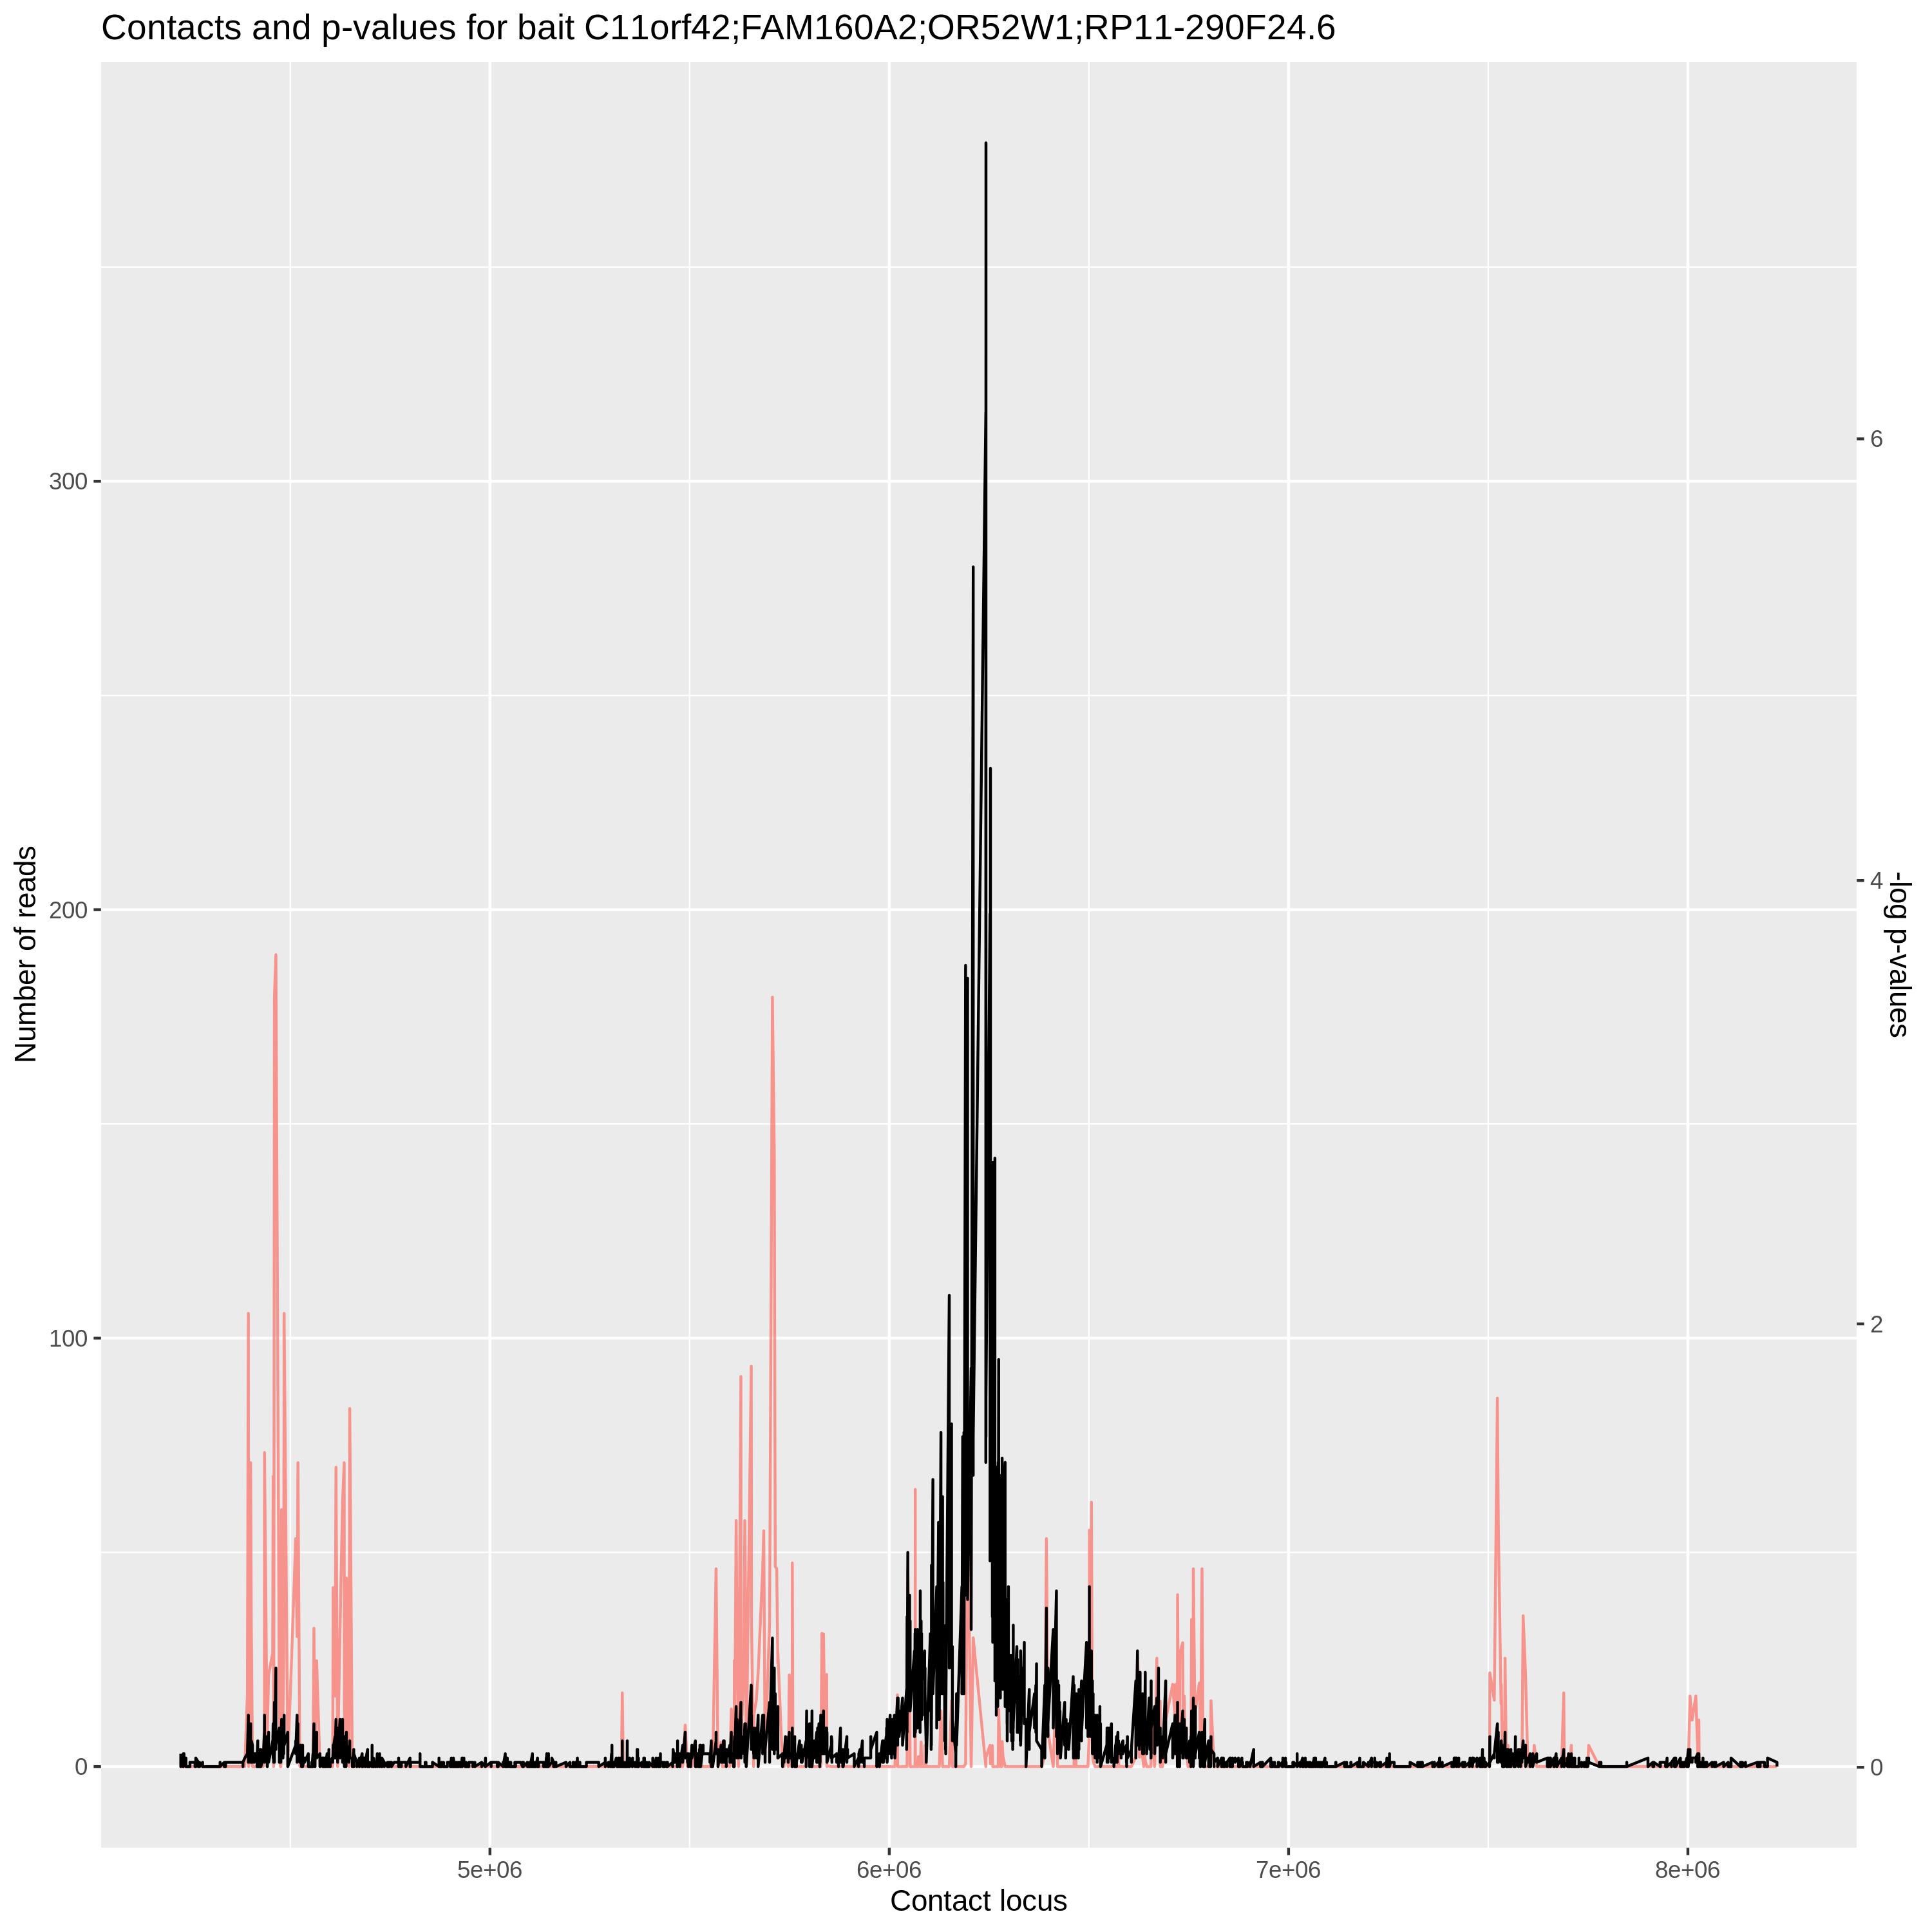 Contacts and p-values for bait C11orf42;FAM160A2;OR52W1;RP11-290F24.6
Number of reads
300
200
100
0
6
4
2
0
-log p-values
5e+06
6e+06
7e+06
8e+06
Contact locus